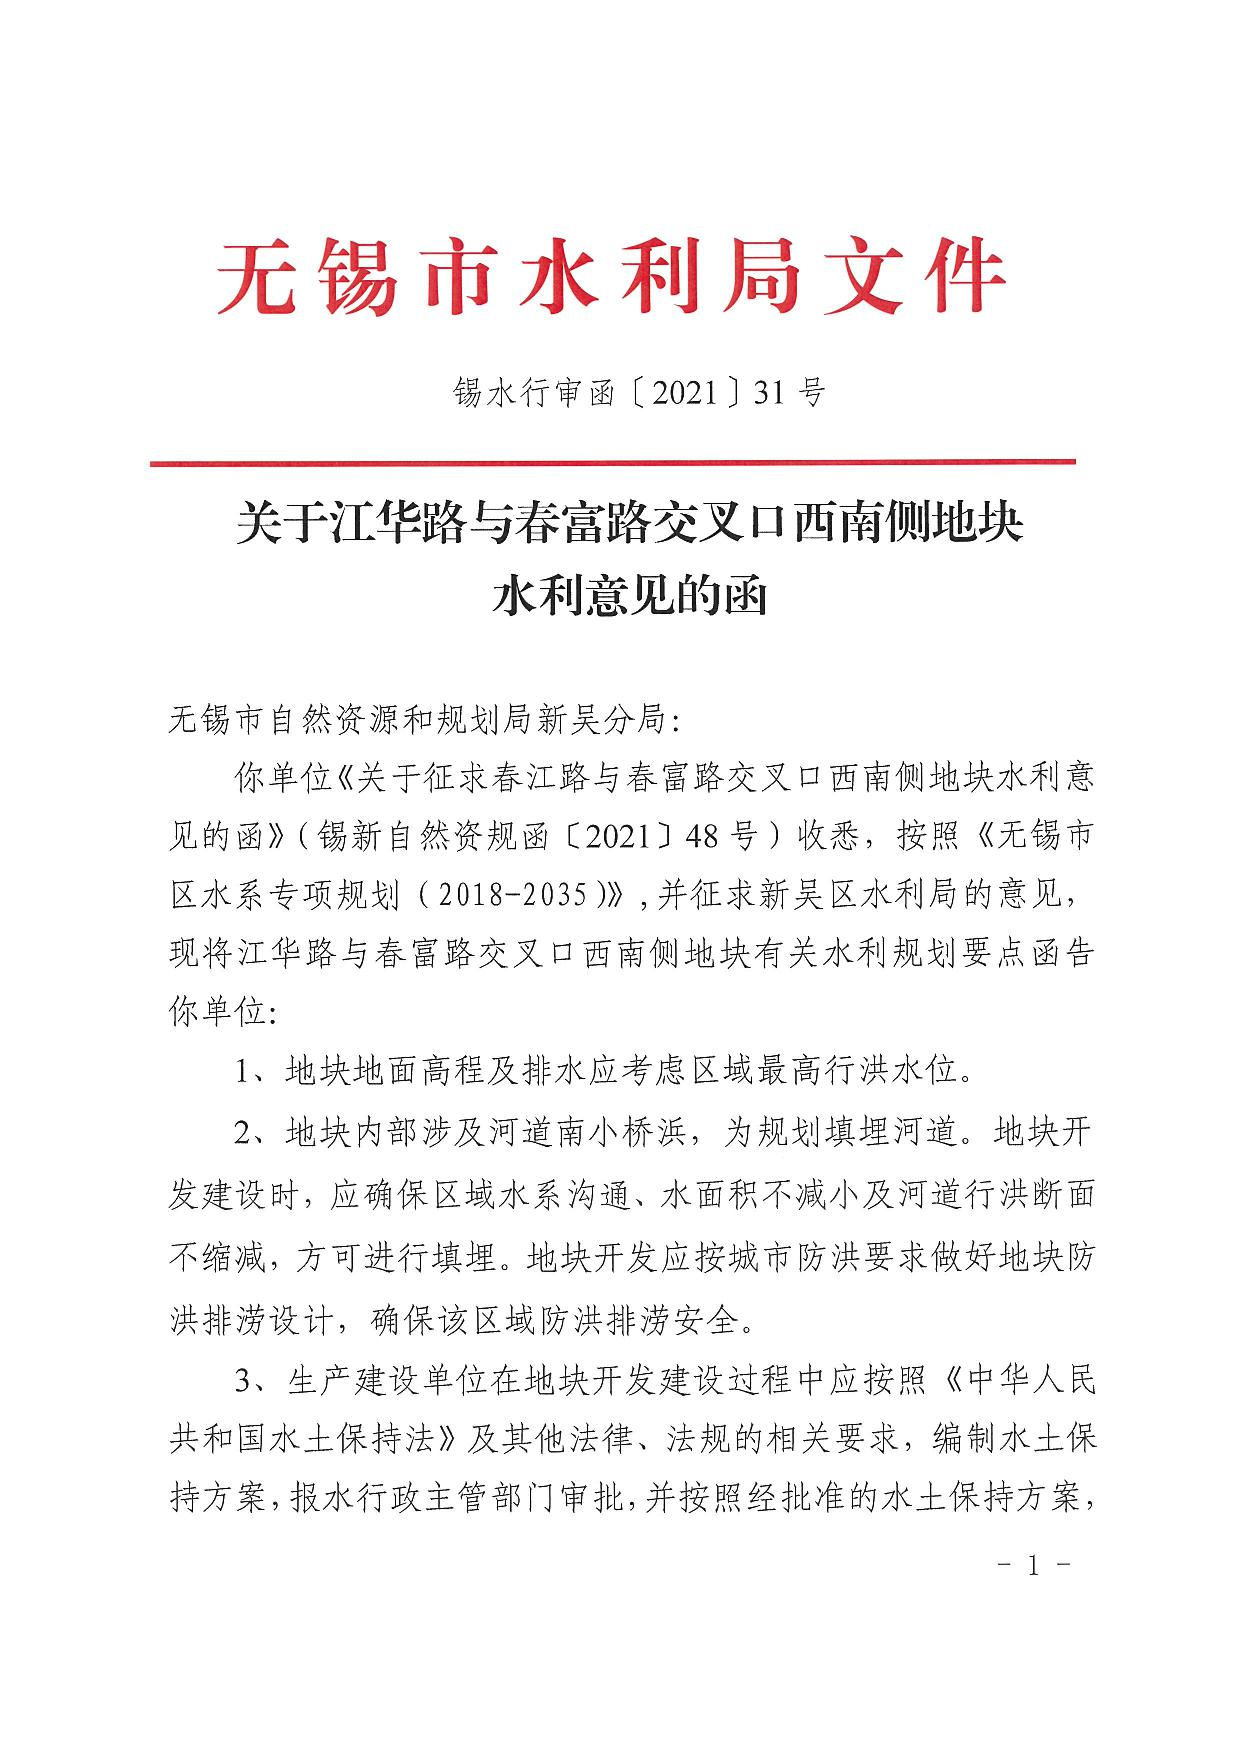 无锡市水利局文件
锡水行审函〔2021〕31 号
关于江华路与春富路交叉口西南侧地块
水利意见的函
无锡市自然资源和规划局新吴分局：
你单位《关于征求春江路与春富路交叉口西南侧地块水利意
见的函》（锡新自然资规函〔2021〕48 号）收悉，按照《无锡市
区水系专项规划（2018-2035）》,并征求新吴区水利局的意见，
现将江华路与春富路交叉口西南侧地块有关水利规划要点函告
你单位：
1、地块地面高程及排水应考虑区域最高行洪水位。
2、地块内部涉及河道南小桥浜，为规划填埋河道。地块开
发建设时，应确保区域水系沟通、水面积不减小及河道行洪断面
不缩减，方可进行填埋。地块开发应按城市防洪要求做好地块防
洪排涝设计，确保该区域防洪排涝安全。
3、生产建设单位在地块开发建设过程中应按照《中华人民
共和国水土保持法》及其他法律、法规的相关要求，编制水土保
持方案，报水行政主管部门审批，并按照经批准的水土保持方案，
- 1 -